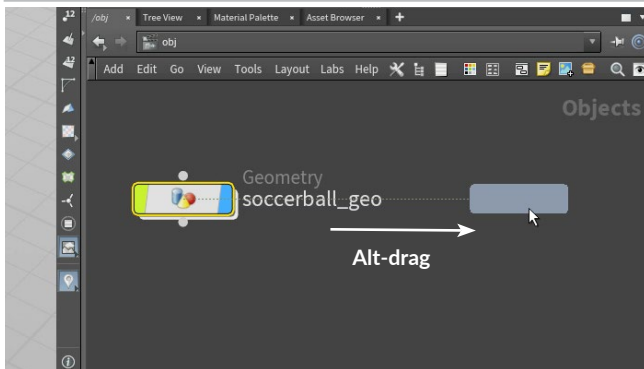 12
/obj Tree View Material Palette Asset Browser
obj
Add Edit Go View Tools Layout Labs Help
Objects
Geometry
soccerball_geo
Alt-drag